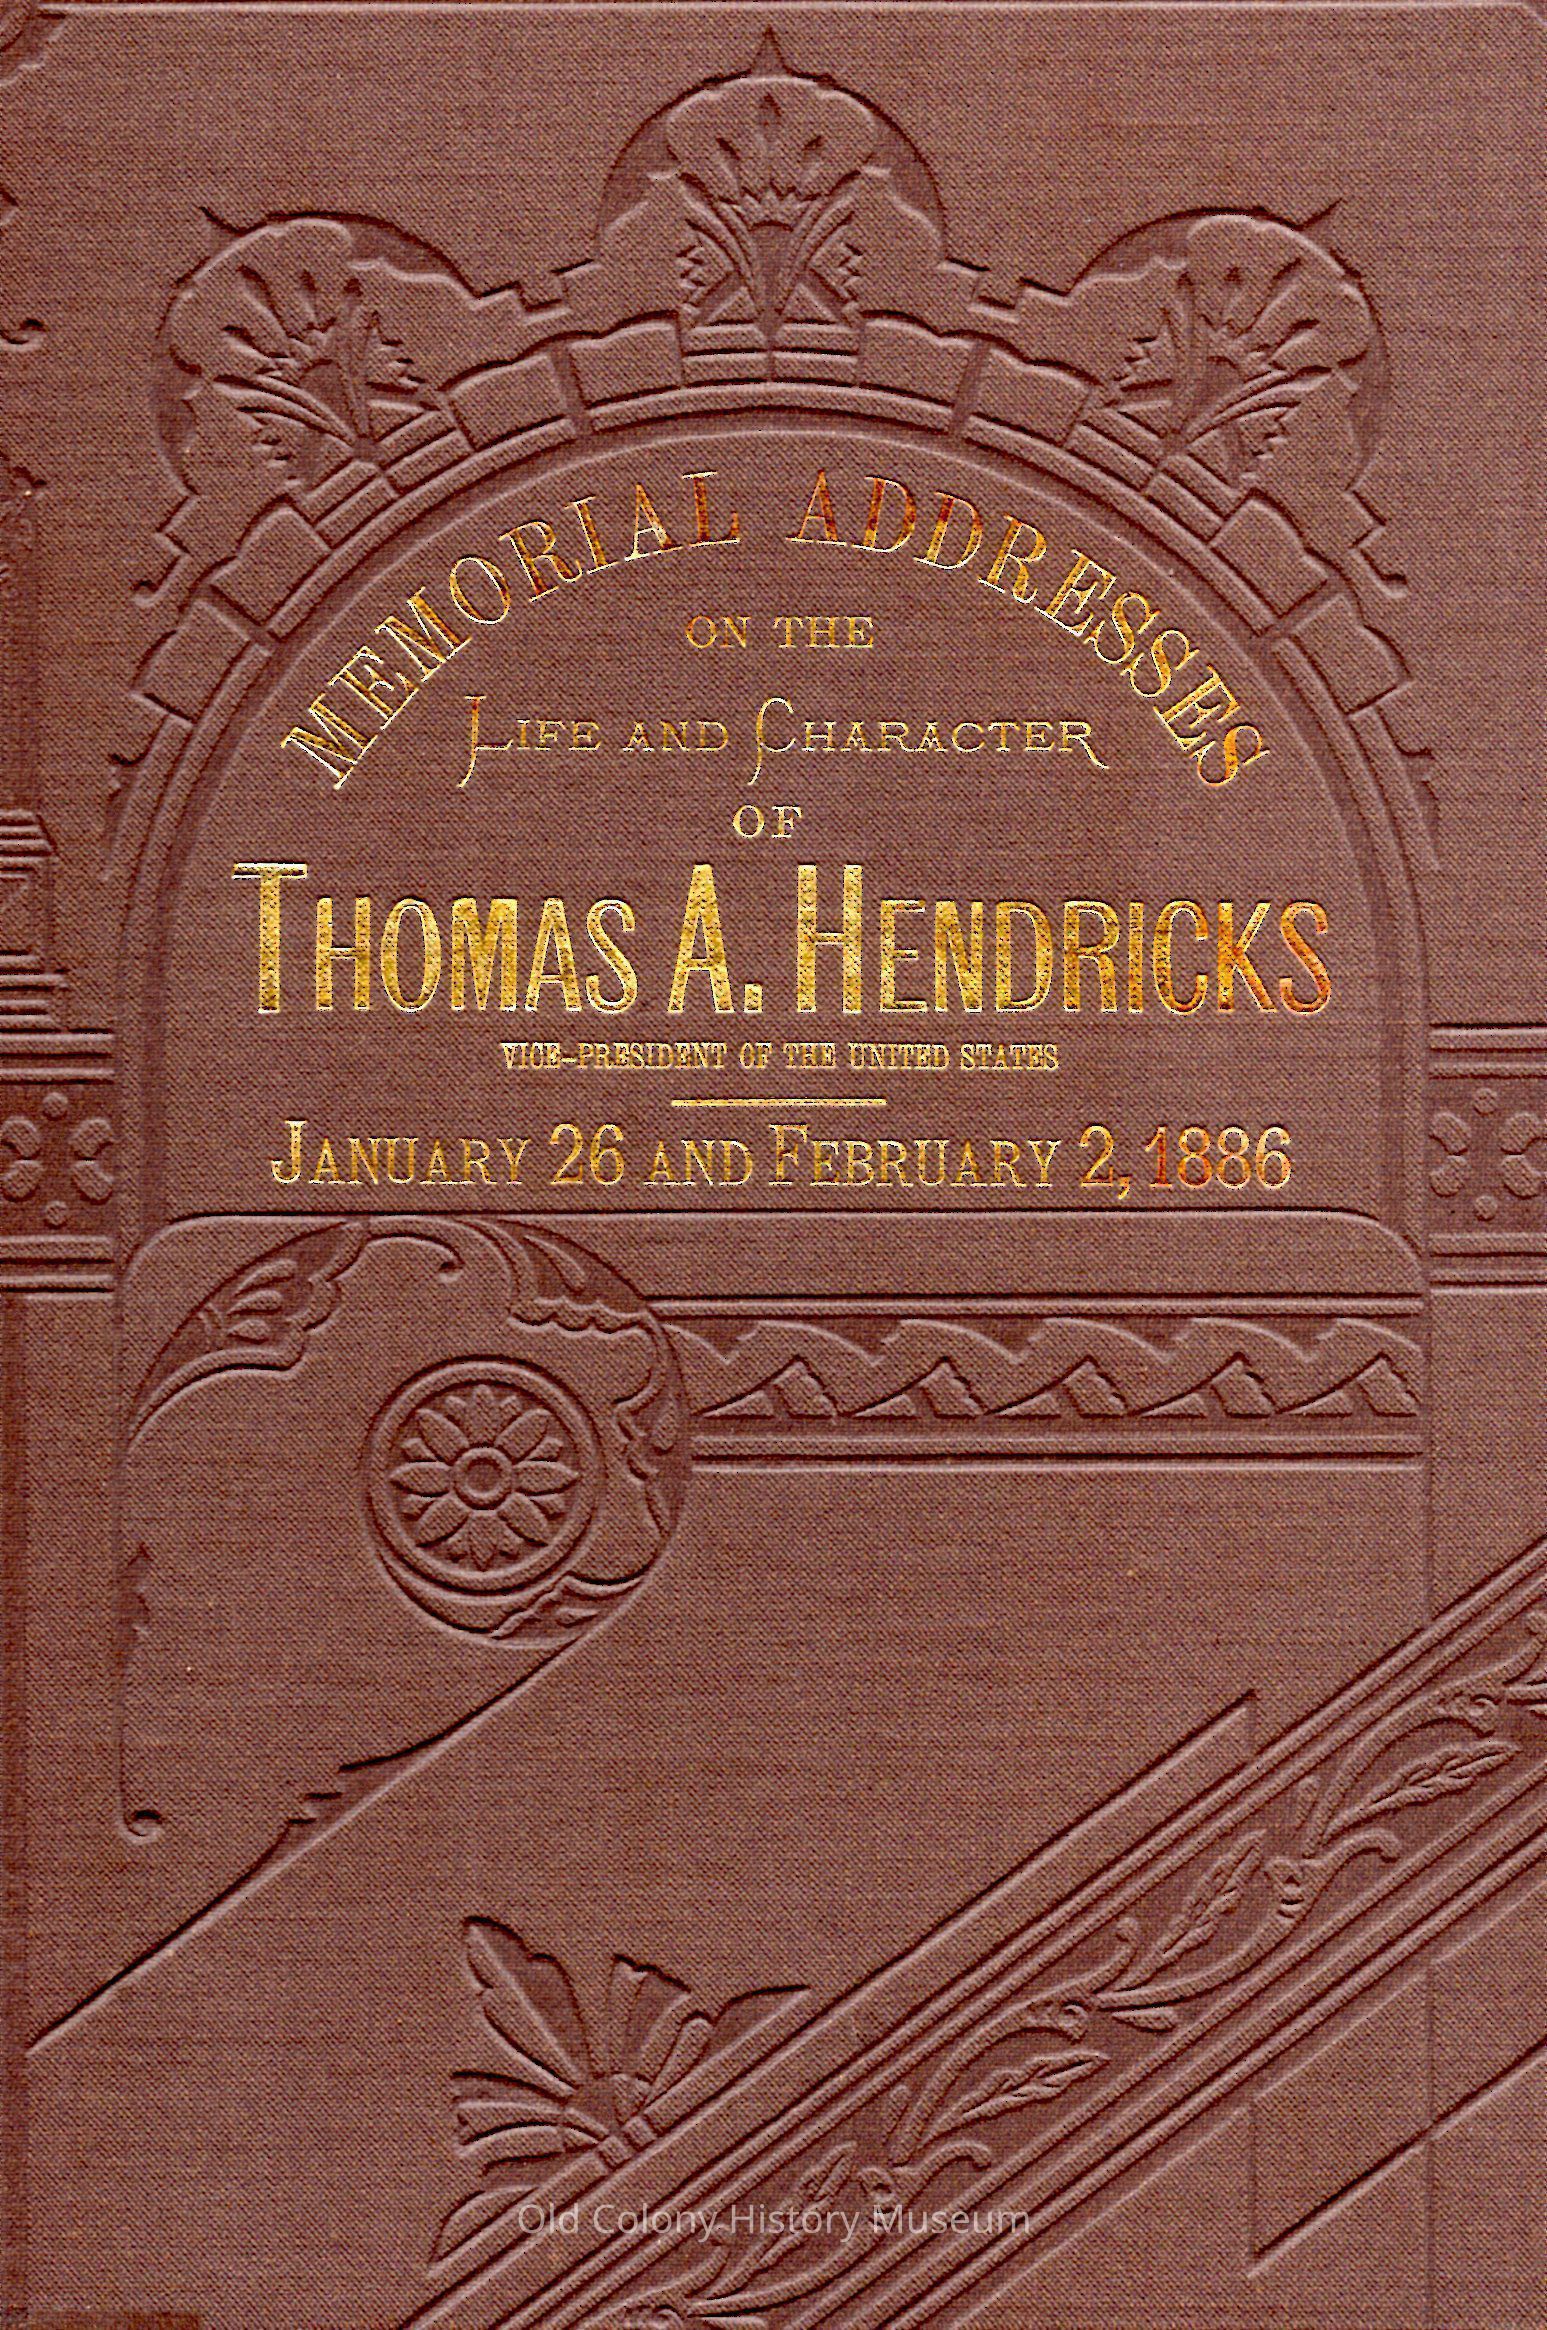 MEMORIAL ADDRESSES
ON THE
LIFE AND CHARACTER
OF
THOMAS A. HENDRICKS
VICE-PRESIDENT OF THE UNITED STATES
JANUARY 26 AND FEBRUARY 2, 1886
Old Colony History Museum